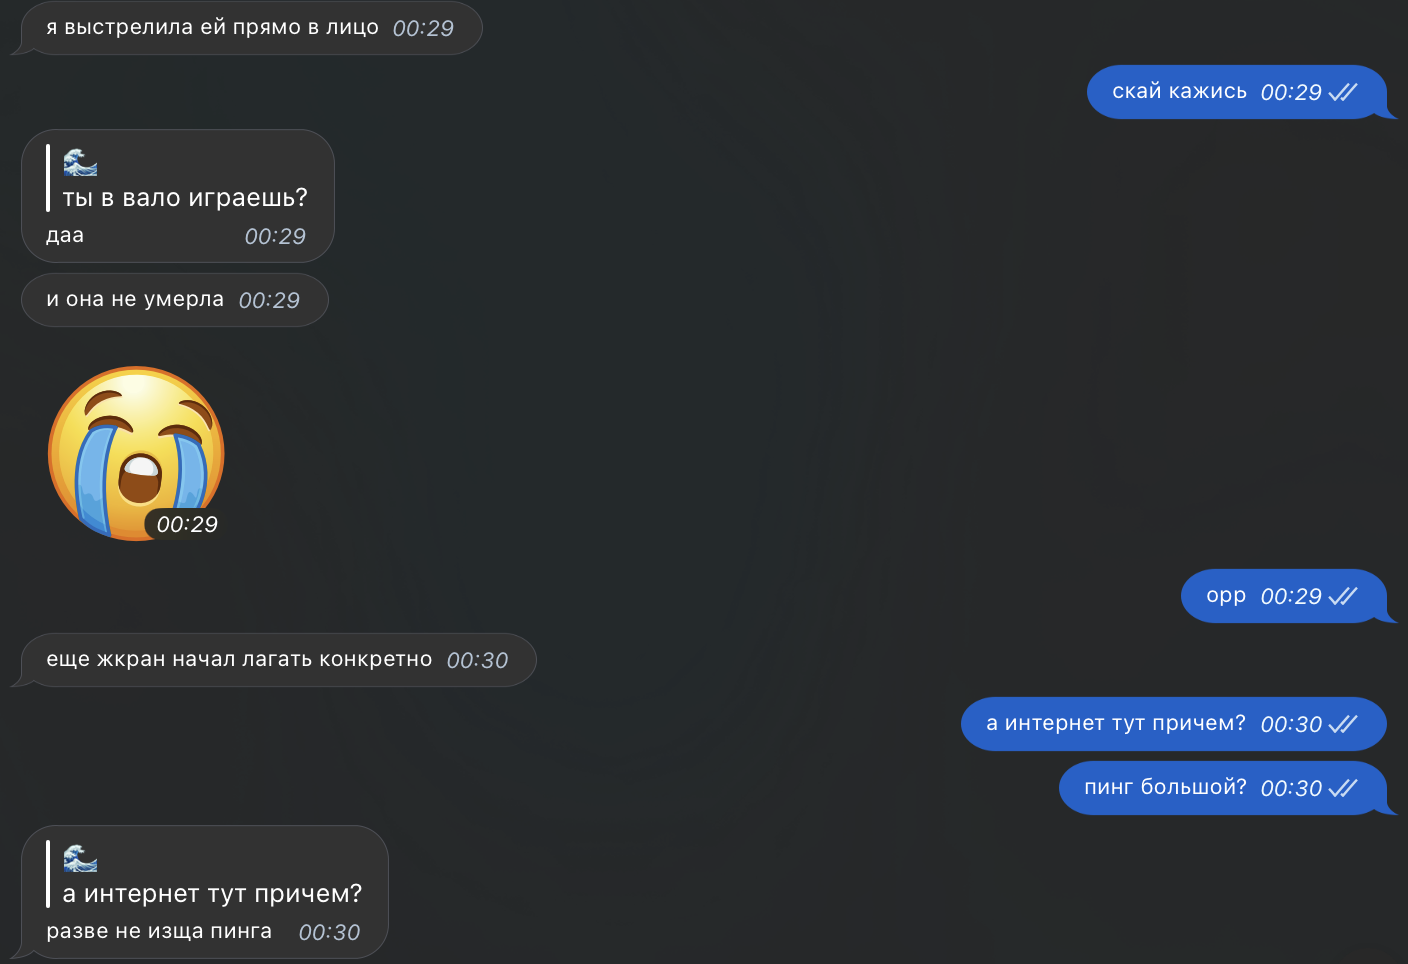 я выстрелила ей прямо в лицо 00:29
скай кажись 00:29
ты в вало играешь?
даа 00:29
и она не умерла 00:29
00:29
орр 00:29
еще жкран начал лагать конкретно 00:30
а интернет тут причем? 00:30
пинг большой? 00:30
а интернет тут причем?
разве не изща пинга 00:30